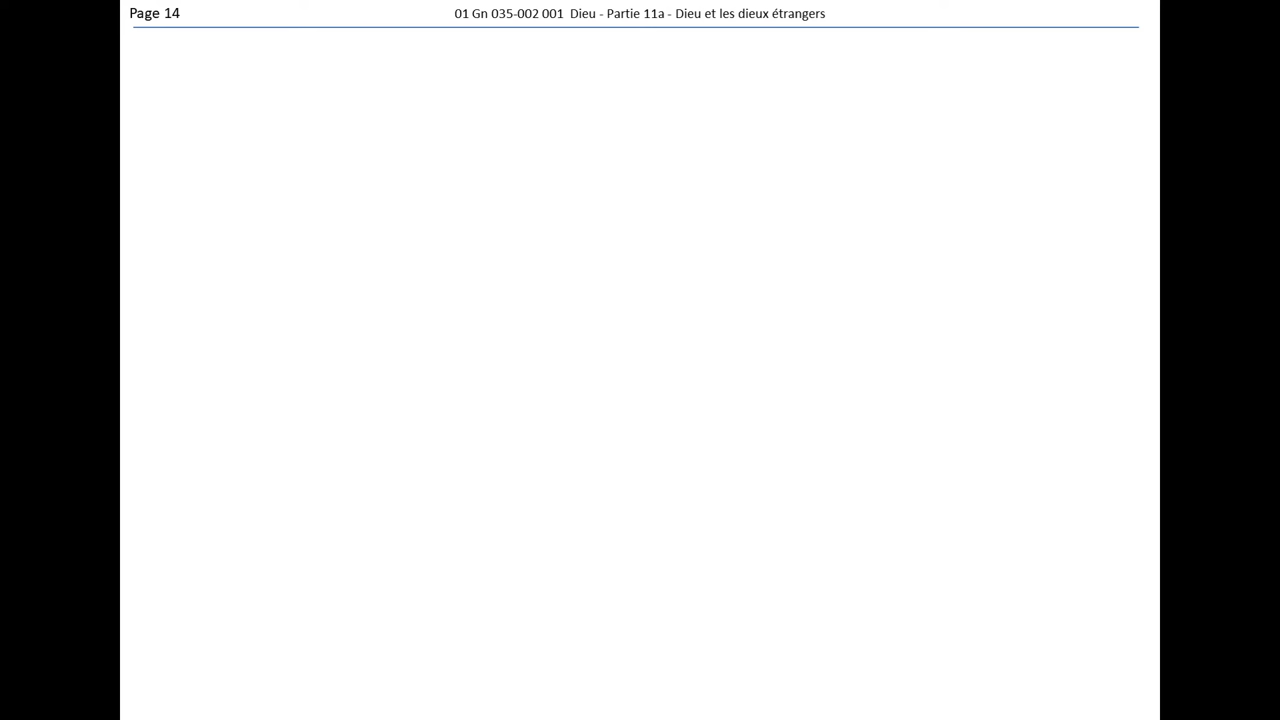 Page 14
01 Gn 035-002 001  Dieu - Partie 11a - Dieu et les dieux étrangers